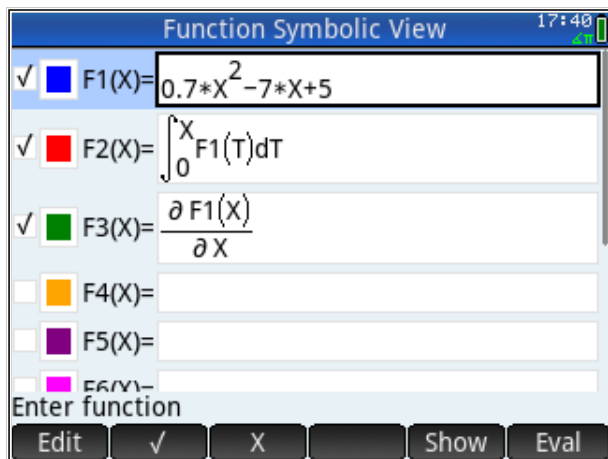 Function Symbolic View 17:40
∡π
✓ F1(X)= 0.7*X²-7*X+5
✓ F2(X)= ∫₀ˣ F1(T)dT
✓ F3(X)= ∂ F1(X)
∂ X
F4(X)=
F5(X)=
F6(X)=
Enter function
Edit √ X Show Eval